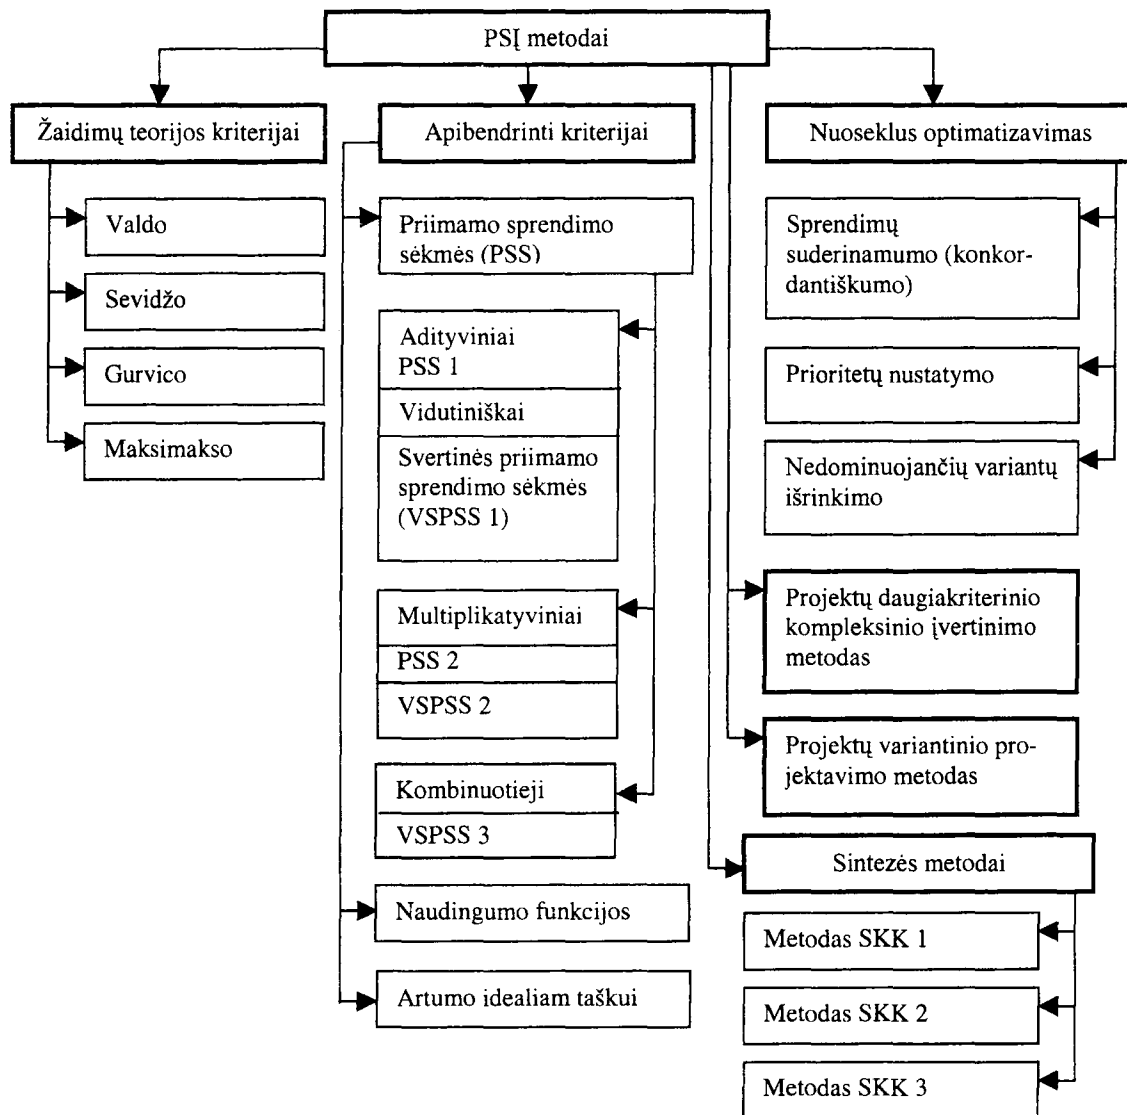 PSĮ metodai
Žaidimų teorijos kriterijai
Valdo
Sevidžo
Gurvico
Maksimakso
Apibendrinti kriterijai
Priimamo sprendimo
sėkmės (PSS)
Adityviniai
PSS 1
Vidutiniškai
Svertinės priimamo
sprendimo sėkmės
(VSPSS 1)
Multiplikatyviniai
PSS 2
VSPSS 2
Kombinuotieji
VSPSS 3
Naudingumo funkcijos
Artumo idealiam taškui
Nuoseklus optimatizavimas
Sprendimų
suderinamumo (konkor-
dantiškumo)
Prioritetų nustatymo
Nedominuojančių variantų
išrinkimo
Projektų daugiakriterinio
kompleksinio įvertinimo
metodas
Projektų variantinio pro-
jektavimo metodas
Sintezės metodai
Metodas SKK 1
Metodas SKK 2
Metodas SKK 3